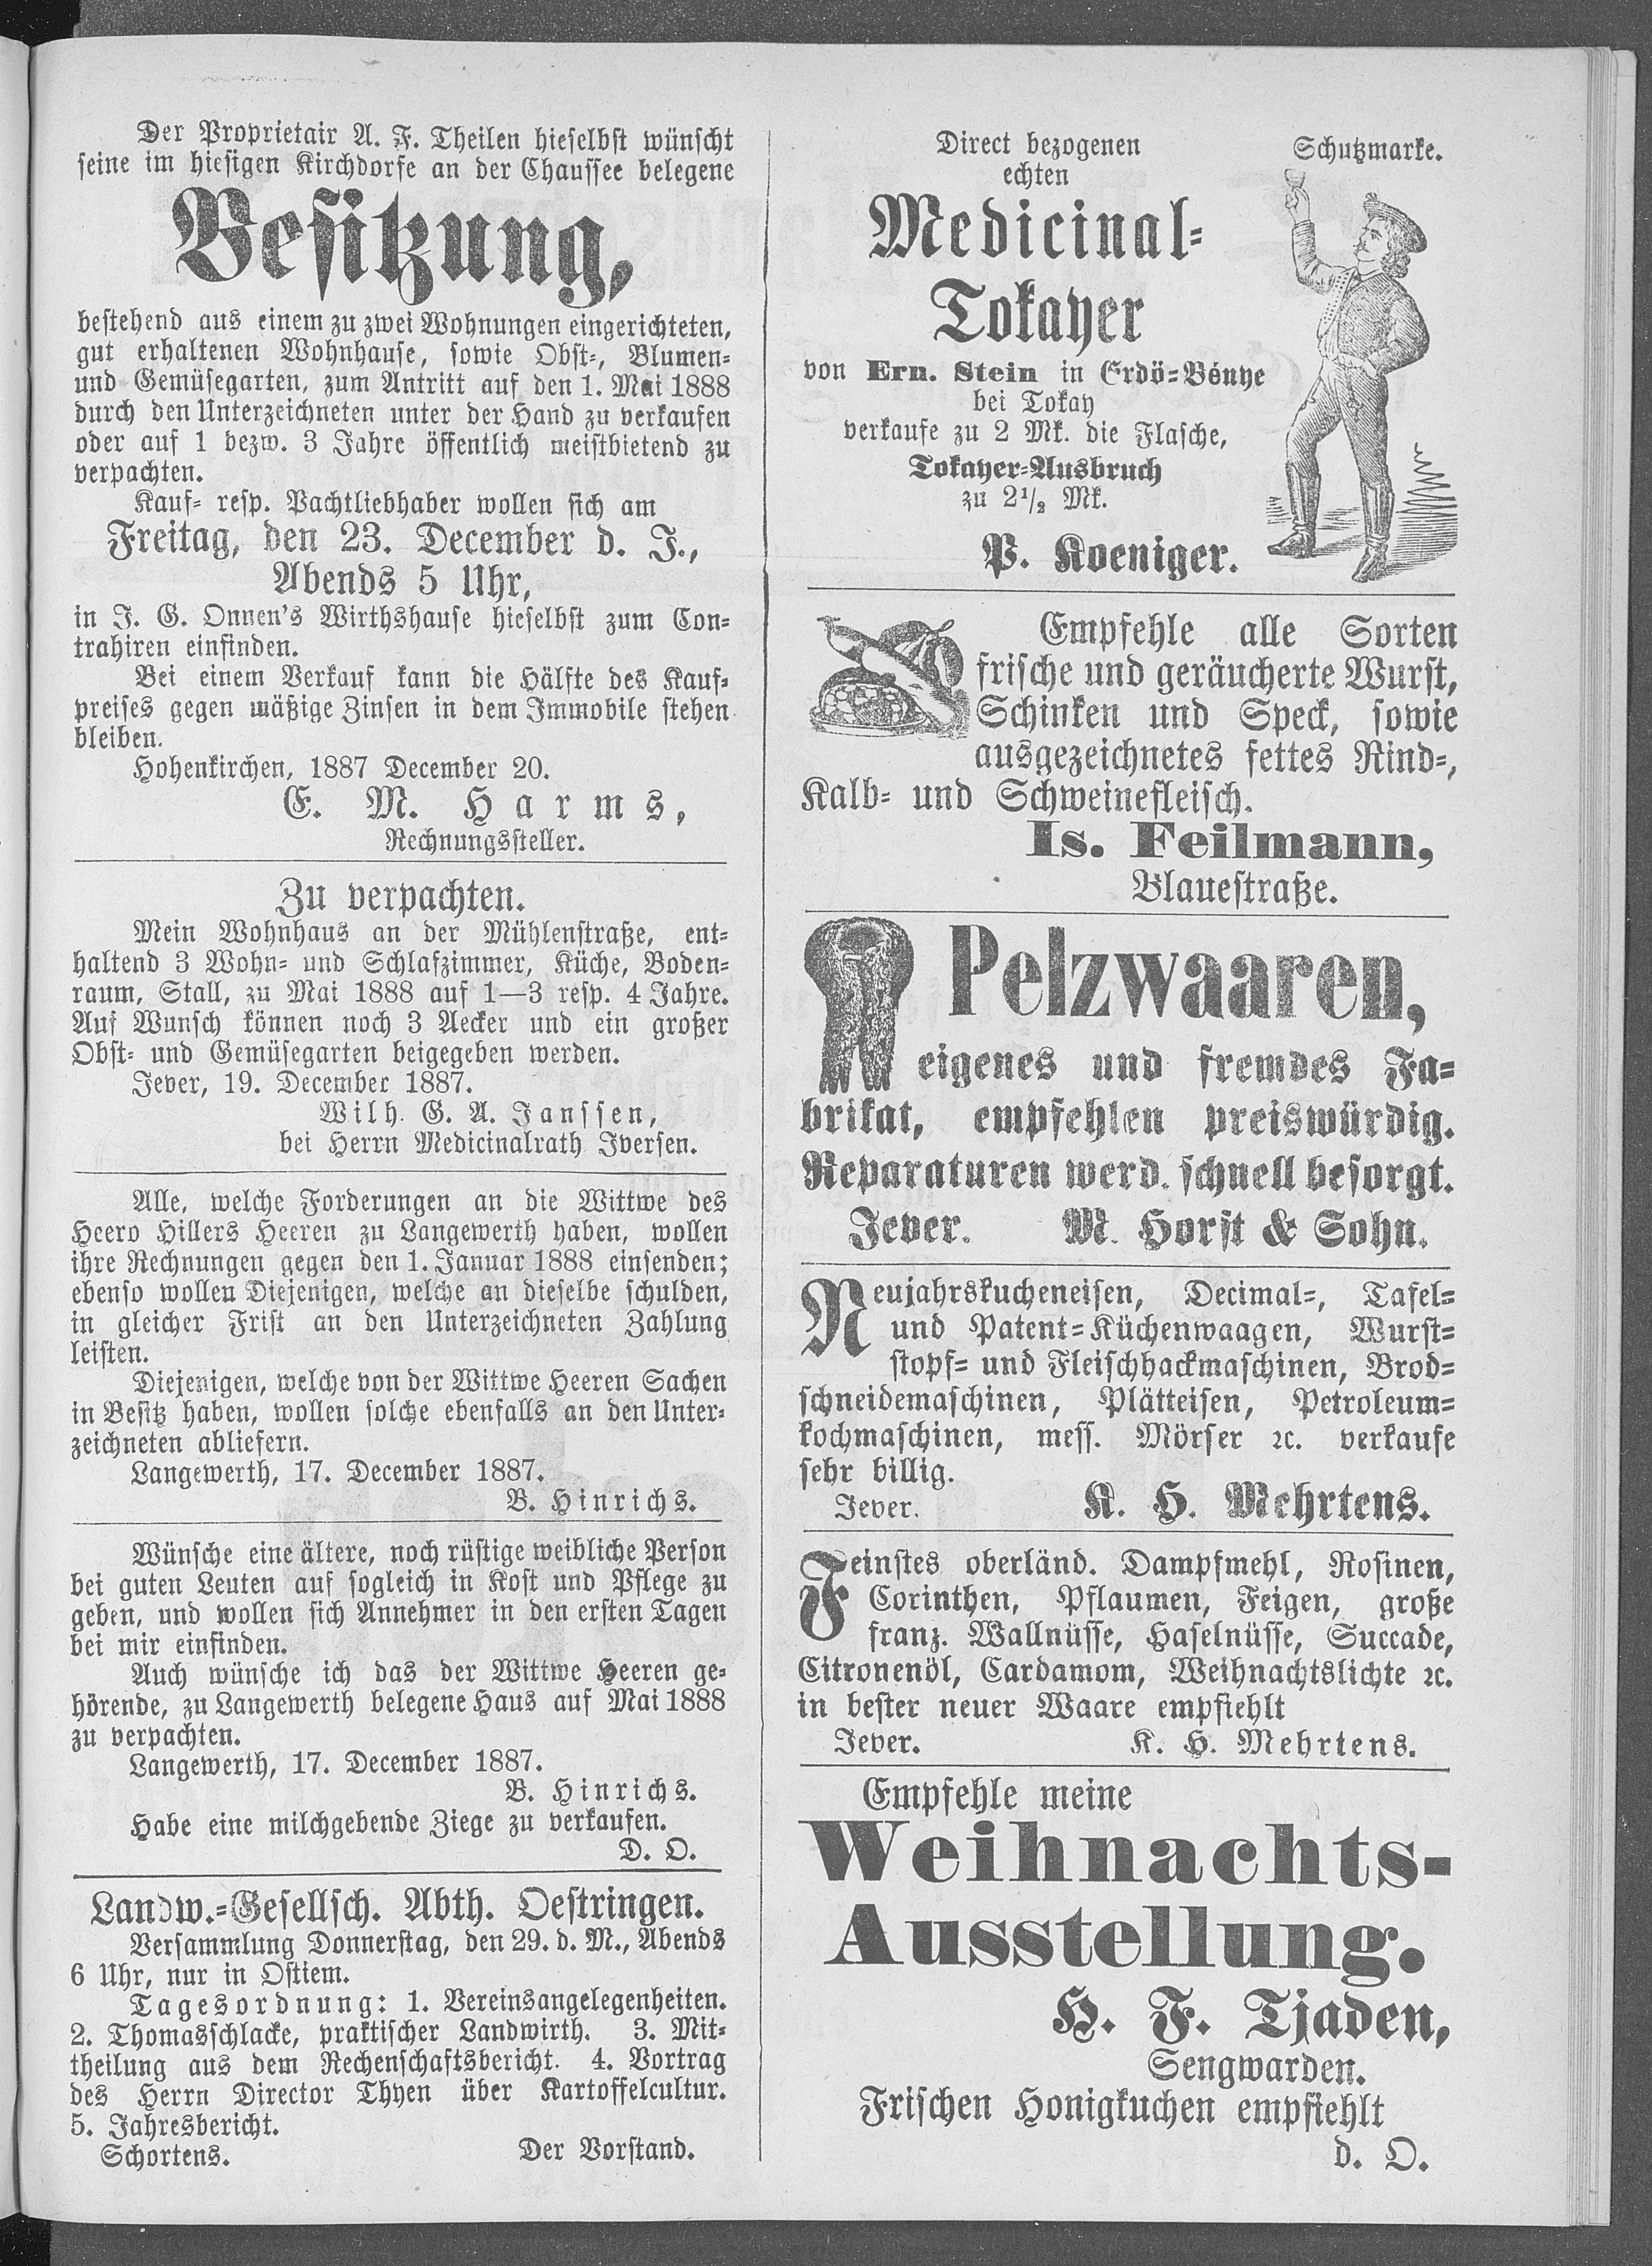 Der Proprietair A. F. Theilen hieselbst wünscht
seine im hiesigen Kirchdorfe an der Chaussee belegene
Besitzung,
bestehend aus einem zu zwei Wohnungen eingerichteten,
gut erhaltenen Wohnhause, sowie Obst-, Blumen-
und Gemüsegarten, zum Antritt auf den 1. Mai 1888
durch den Unterzeichneten unter der Hand zu verkaufen
oder auf 1 bezw. 3 Jahre öffentlich meistbietend zu
verpachten.
Kauf- resp. Pachtliebhaber wollen sich am
Freitag, den 23. December d. J.,
Abends 5 Uhr,
in J. G. Onnen's Wirthshause hieselbst zum Con-
trahiren einfinden.
Bei einem Verkauf kann die Hälfte des Kauf-
preises gegen mäßige Zinsen in dem Immobile stehen
bleiben.
Hohenkirchen, 1887 December 20.
E. M. Harms,
Rechnungssteller.
Zu verpachten.
Mein Wohnhaus an der Mühlenstraße, ent-
haltend 3 Wohn- und Schlafzimmer, Küche, Boden-
raum, Stall, zu Mai 1888 auf 1—3 resp. 4 Jahre.
Auf Wunsch können noch 3 Aecker und ein großer
Obst- und Gemüsegarten beigegeben werden.
Jever, 19. December 1887.
Wilh. G. A. Janssen,
bei Herrn Medicinalrath Iversen.
Alle, welche Forderungen an die Wittwe des
Heero Hillers Heeren zu Langewerth haben, wollen
ihre Rechnungen gegen den 1. Januar 1888 einsenden;
ebenso wollen Diejenigen, welche an dieselbe schulden,
in gleicher Frist an den Unterzeichneten Zahlung
leisten.
Diejenigen, welche von der Wittwe Heeren Sachen
in Besitz haben, wollen solche ebenfalls an den Unter-
zeichneten abliefern.
Langewerth, 17. December 1887.
B. Hinrichs.
Wünsche eine ältere, noch rüstige weibliche Person
bei guten Leuten auf sogleich in Kost und Pflege zu
geben, und wollen sich Annehmer in den ersten Tagen
bei mir einfinden.
Auch wünsche ich das der Wittwe Heeren ge-
hörende, zu Langewerth belegene Haus auf Mai 1888
zu verpachten.
Langewerth, 17. December 1887.
B. Hinrichs.
Habe eine milchgebende Ziege zu verkaufen.
D. O.
Landw.-Gesellsch. Abth. Oestringen.
Versammlung Donnerstag, den 29. d. M., Abends
6 Uhr, nur in Ostiem.
Tagesordnung: 1. Vereinsangelegenheiten.
2. Thomasschlacke, praktischer Landwirth. 3. Mit-
theilung aus dem Rechenschaftsbericht. 4. Vortrag
des Herrn Director Thyen über Kartoffelcultur.
5. Jahresbericht.
Schortens. Der Vorstand.
Direct bezogenen
echten
Schutzmarke.
Medicinal-
Tokayer
von Ern. Stein in Erdö-Bénye
bei Tokay
verkaufe zu 2 Mk. die Flasche,
Tokayer-Ausbruch
zu 2 1/2 Mk.
P. Koeniger.
Empfehle alle Sorten
frische und geräucherte Wurst,
Schinken und Speck, sowie
ausgezeichnetes fettes Rind-,
Kalb- und Schweinefleisch.
Is. Feilmann,
Blauestraße.
Pelzwaaren,
eigenes und fremdes Fa-
brikat, empfehlen preiswürdig.
Reparaturen werd. schnell besorgt.
Jever. M. Horst & Sohn.
Neujahrskucheneisen, Decimal-, Tafel-
und Patent-Küchenwaagen, Wurst-
stopf- und Fleischhackmaschinen, Brod-
schneidemaschinen, Plätteisen, Petroleum-
kochmaschinen, mess. Mörser ꝛc. verkaufe
sehr billig.
Jever. K. H. Mehrtens.
Feinstes oberländ. Dampfmehl, Rosinen,
Corinthen, Pflaumen, Feigen, große
franz. Wallnüsse, Haselnüsse, Succade,
Citronenöl, Cardamom, Weihnachtslichte ꝛc.
in bester neuer Waare empfiehlt
Jever. K. H. Mehrtens.
Empfehle meine
Weihnachts-
Ausstellung.
H. F. Tjaden,
Sengwarden.
Frischen Honigkuchen empfiehlt
d. O.